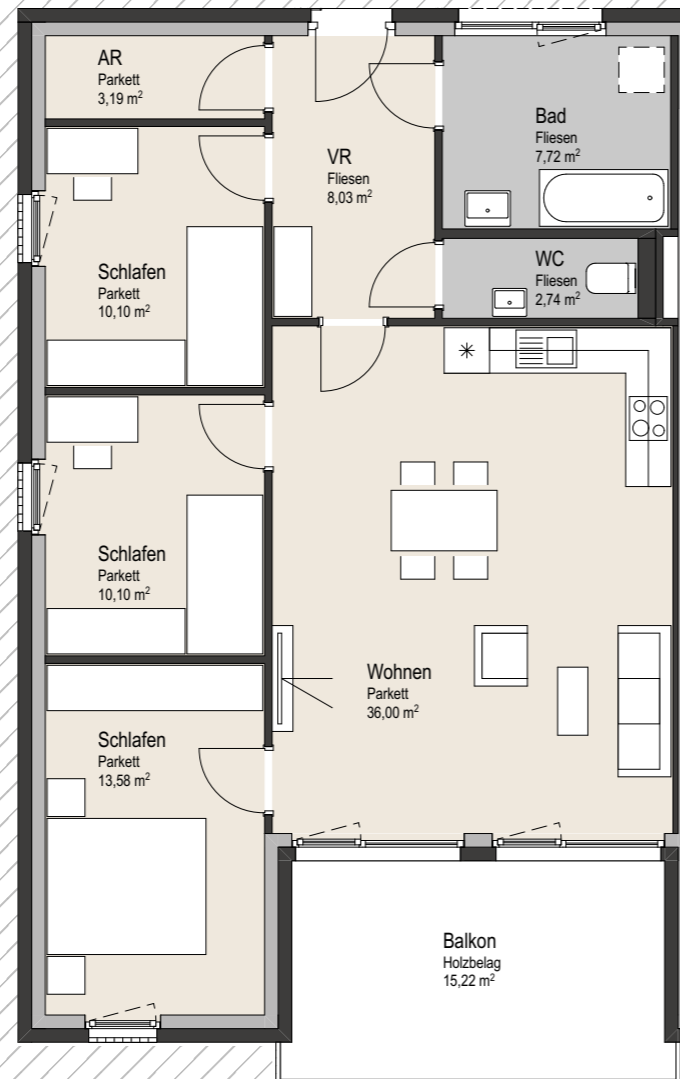 AR
Parkett
3,19 m²
VR
Fliesen
8,03 m²
Bad
Fliesen
7,72 m²
Schlafen
Parkett
10,10 m²
WC
Fliesen
2,74 m²
Schlafen
Parkett
10,10 m²
Wohnen
Parkett
36,00 m²
Schlafen
Parkett
13,58 m²
Balkon
Holzbelag
15,22 m²